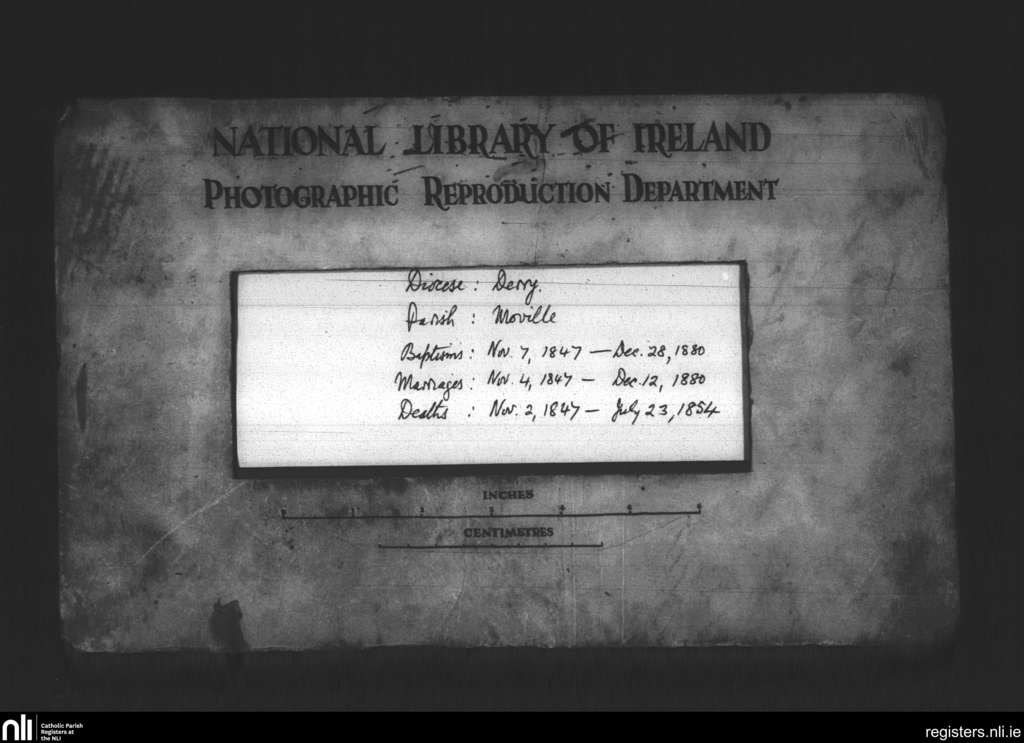 NATIONAL LIBRARY OF IRELAND
PHOTOGRAPHIC REPRODUCTION DEPARTMENT
Diocese : Derry.
Parish : Moville
Baptisms : Nov. 7, 1847 — Dec. 28, 1880
Marriages : Nov. 4, 1847 — Dec. 12, 1880
Deaths : Nov. 2, 1847 — July 23, 1854
INCHES
CENTIMETRES
nli
Catholic Parish
Registers at
the NLI
registers.nli.ie